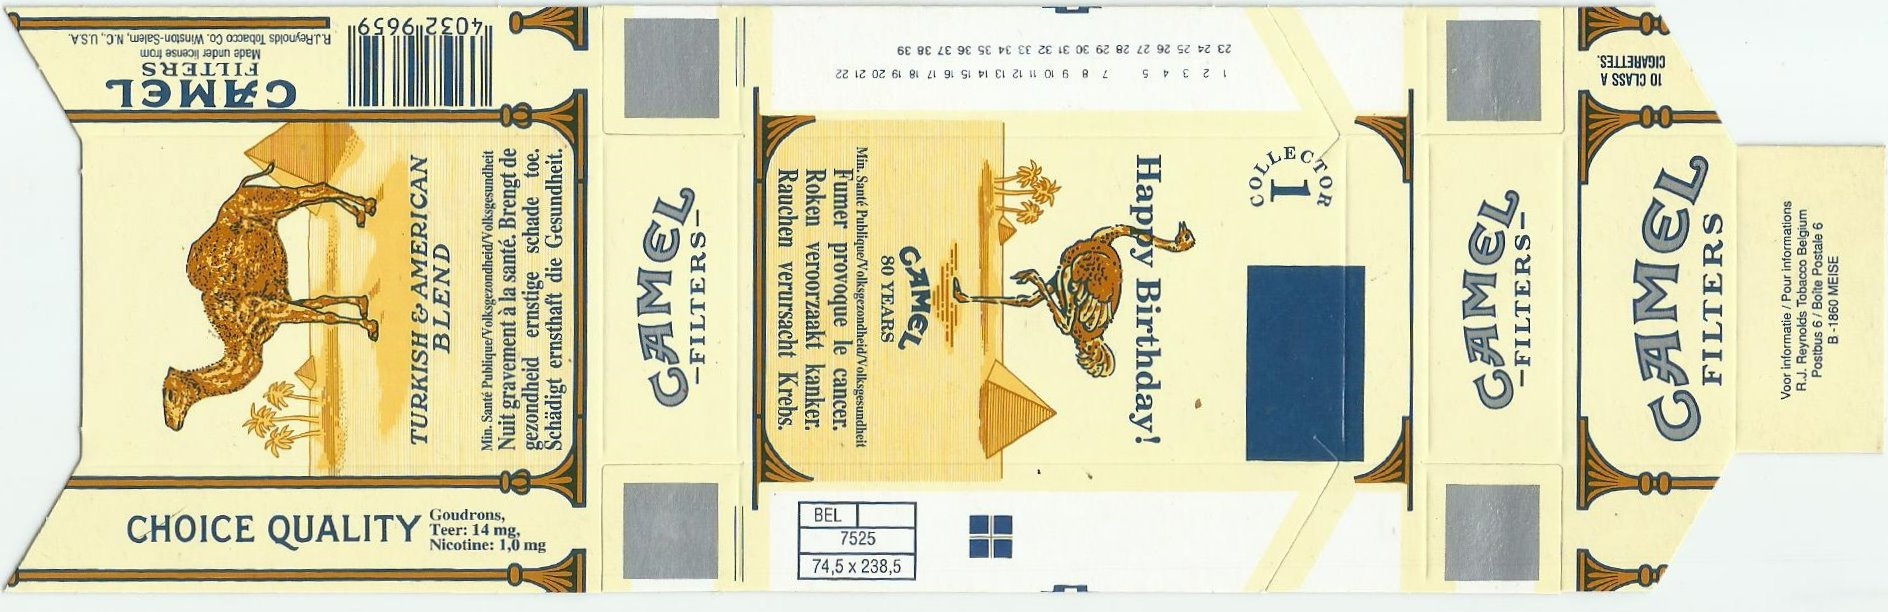 4032 9659
CAMEL
FILTERS
Made under license from
R.J.Reynolds Tobacco Co. Winston-Salem, N.C., U.S.A.
TURKISH & AMERICAN
BLEND
Min. Santé Publique/Volksgezondheid/Volksgesundheit
Nuit gravement à la santé. Brengt de
gezondheid ernstige schade toe.
Schädigt ernsthaft die Gesundheit.
CHOICE QUALITY
Goudrons,
Teer: 14 mg,
Nicotine: 1,0 mg
CAMEL
–FILTERS–
1 2 3 4 5 7 8 9 10 11 12 13 14 15 16 17 18 19 20 21 22
23 24 25 26 27 28 29 30 31 32 33 34 35 36 37 38 39
COLLECTOR
1
Happy Birthday!
CAMEL
80 YEARS
Min. Santé Publique/Volksgezondheid/Volksgesundheit
Fumer provoque le cancer.
Roken veroorzaakt kanker.
Rauchen verursacht Krebs.
BEL
7525
74,5 x 238,5
CAMEL
–FILTERS–
10 CLASS A
CIGARETTES.
CAMEL
FILTERS
Voor Informatie / Pour informations
R.J. Reynolds Tobacco Belgium
Postbus 6 / Boîte Postale 6
B -1860 MEISE